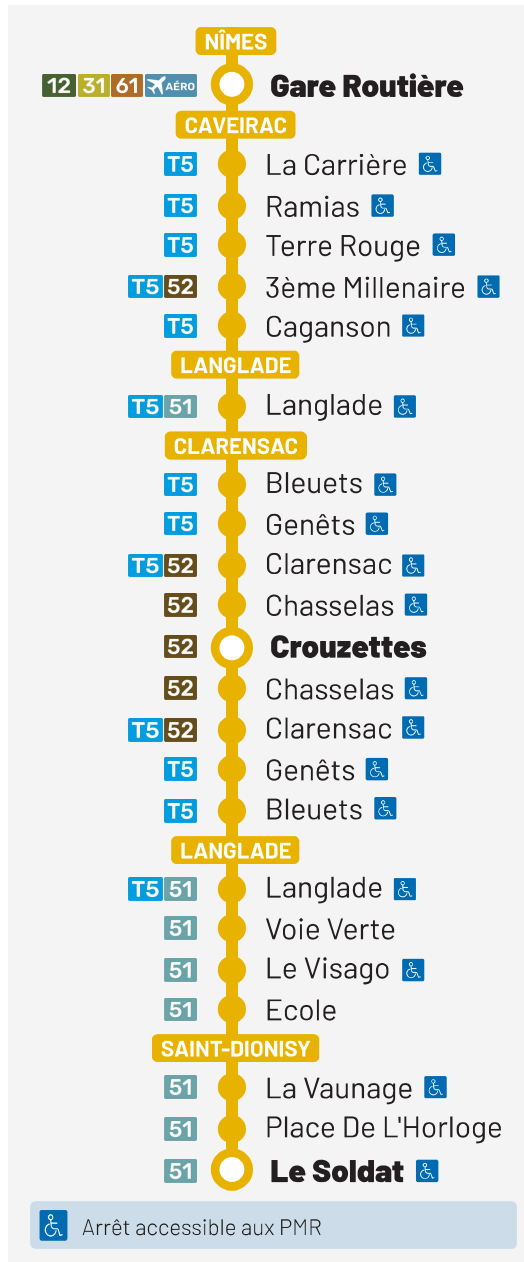 NÎMES
12 31 61 AÉRO Gare Routière
CAVEIRAC
T5 La Carrière
T5 Ramias
T5 Terre Rouge
T5 52 3ème Millenaire
T5 Caganson
LANGLADE
T5 51 Langlade
CLARENSAC
T5 Bleuets
T5 Genêts
T5 52 Clarensac
52 Chasselas
52 Crouzettes
52 Chasselas
T5 52 Clarensac
T5 Genêts
T5 Bleuets
LANGLADE
T5 51 Langlade
51 Voie Verte
51 Le Visago
51 Ecole
SAINT-DIONISY
51 La Vaunage
51 Place De L'Horloge
51 Le Soldat
Arrêt accessible aux PMR